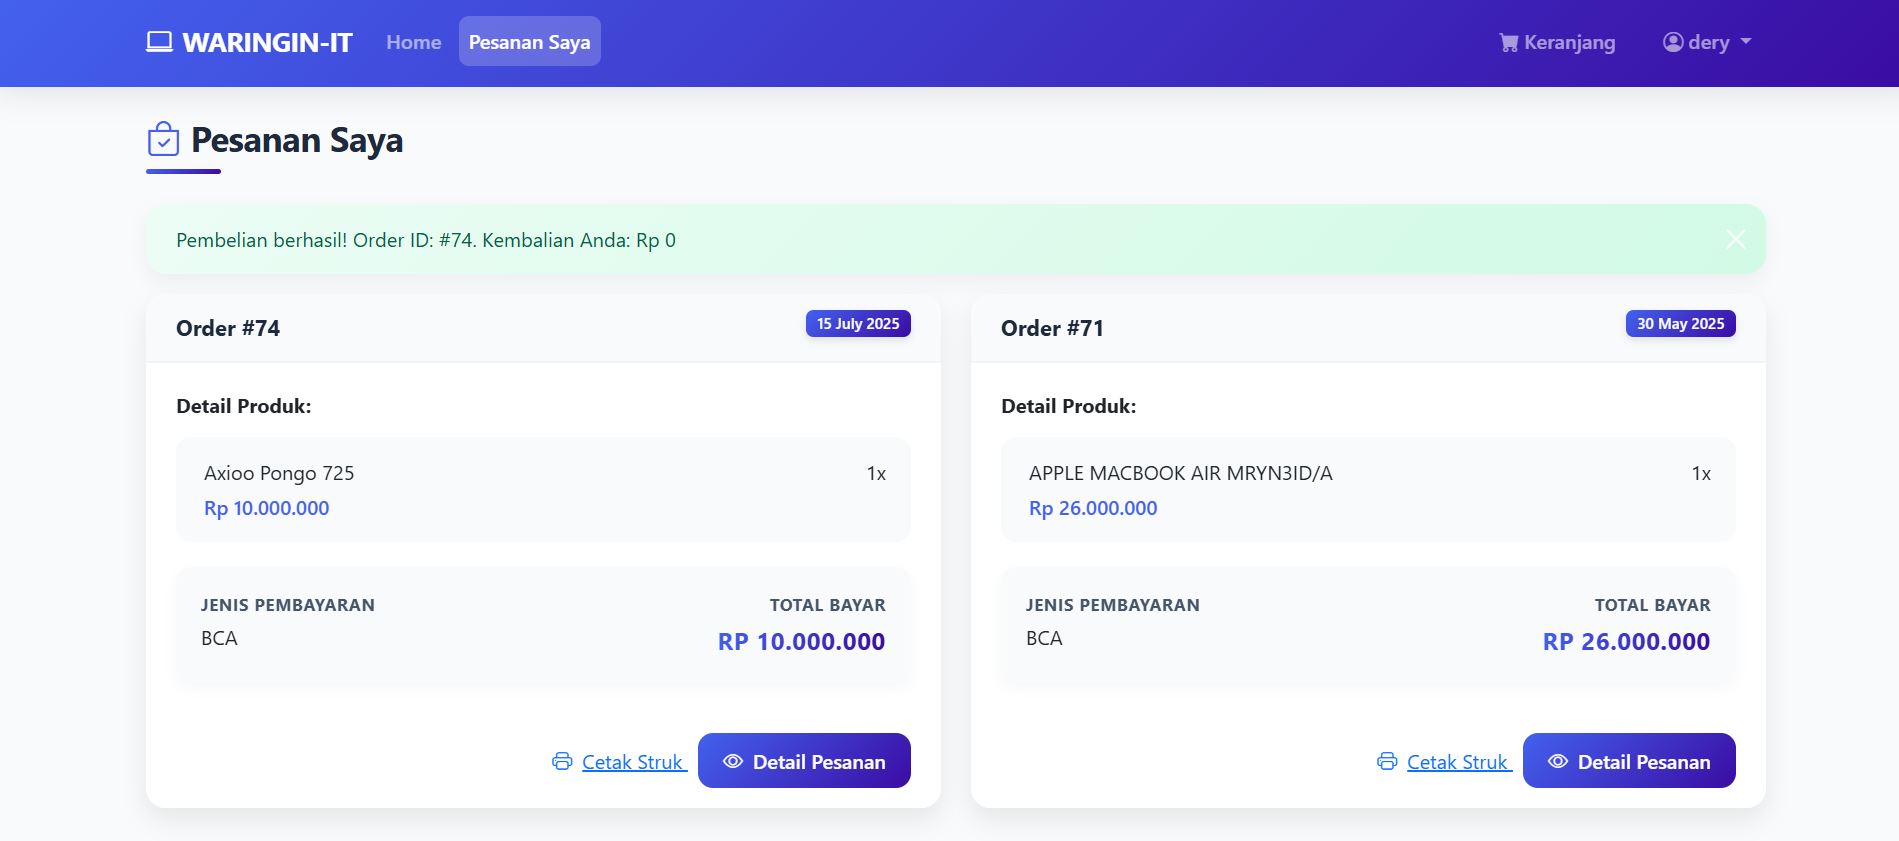 WARINGIN-IT
Home
Pesanan Saya
Keranjang
dery
Pesanan Saya
Pembelian berhasil! Order ID: #74. Kembalian Anda: Rp 0
Order #74
15 July 2025
Detail Produk:
Axioo Pongo 725
1x
Rp 10.000.000
JENIS PEMBAYARAN
TOTAL BAYAR
BCA
RP 10.000.000
Cetak Struk
Detail Pesanan
Order #71
30 May 2025
Detail Produk:
APPLE MACBOOK AIR MRYN3ID/A
1x
Rp 26.000.000
JENIS PEMBAYARAN
TOTAL BAYAR
BCA
RP 26.000.000
Cetak Struk
Detail Pesanan